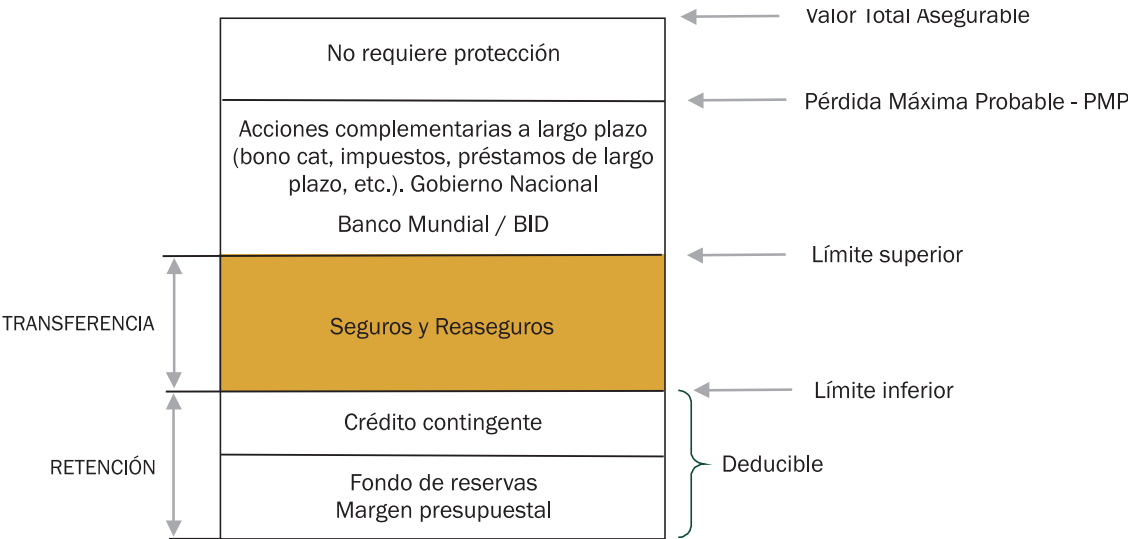 Valor Total Asegurable
No requiere protección
Pérdida Máxima Probable - PMP
Acciones complementarias a largo plazo
(bono cat, impuestos, préstamos de largo
plazo, etc.). Gobierno Nacional
Banco Mundial / BID
Límite superior
TRANSFERENCIA
Seguros y Reaseguros
Límite inferior
Crédito contingente
RETENCIÓN
Deducible
Fondo de reservas
Margen presupuestal